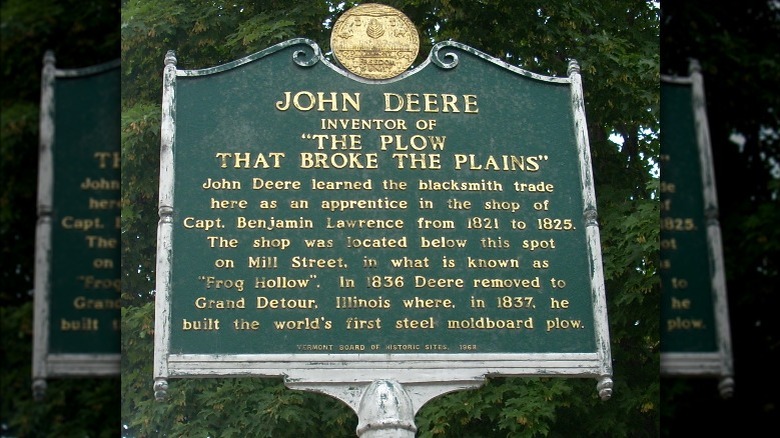 JOHN DEERE
INVENTOR OF
"THE PLOW
THAT BROKE THE PLAINS"
John Deere learned the blacksmith trade
here as an apprentice in the shop of
Capt. Benjamin Lawrence from 1821 to 1825.
The shop was located below this spot
on Mill Street, in what is known as
"Frog Hollow". In 1836 Deere removed to
Grand Detour, Illinois where, in 1837, he
built the world's first steel moldboard plow.
VERMONT BOARD OF HISTORIC SITES, 1968